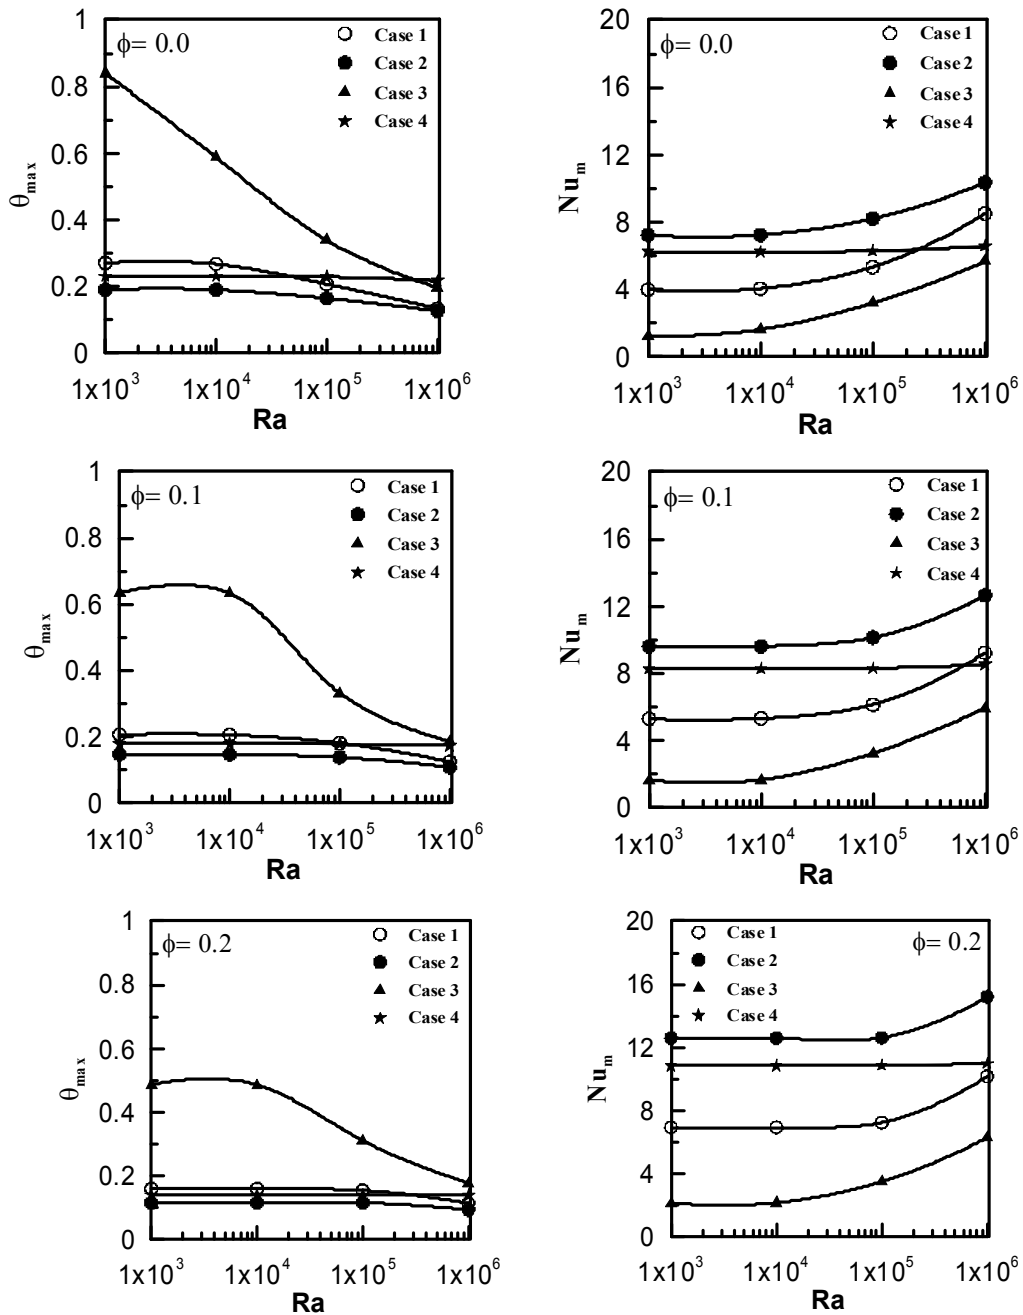 ϕ= 0.0
Case 1
Case 2
Case 3
Case 4
1
0.8
0.6
0.4
0.2
0
θmax
1x10³ 1x10⁴ 1x10⁵ 1x10⁶
Ra
ϕ= 0.0
Case 1
Case 2
Case 3
Case 4
20
16
12
8
4
0
Num
1x10³ 1x10⁴ 1x10⁵ 1x10⁶
Ra
ϕ= 0.1
Case 1
Case 2
Case 3
Case 4
1
0.8
0.6
0.4
0.2
0
θmax
1x10³ 1x10⁴ 1x10⁵ 1x10⁶
Ra
ϕ= 0.1
Case 1
Case 2
Case 3
Case 4
20
16
12
8
4
0
Num
1x10³ 1x10⁴ 1x10⁵ 1x10⁶
Ra
ϕ= 0.2
Case 1
Case 2
Case 3
Case 4
1
0.8
0.6
0.4
0.2
0
θmax
1x10³ 1x10⁴ 1x10⁵ 1x10⁶
Ra
ϕ= 0.2
Case 1
Case 2
Case 3
Case 4
20
16
12
8
4
0
Num
1x10³ 1x10⁴ 1x10⁵ 1x10⁶
Ra